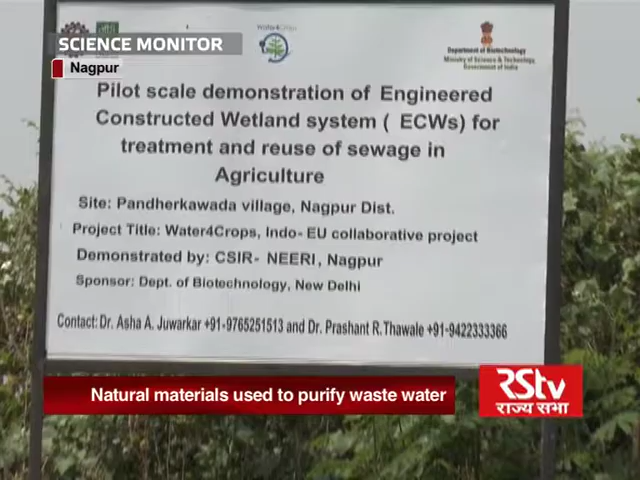 SCIENCE MONITOR
Nagpur
Water4Crops
Department of Biotechnology
Ministry of Science & Technology
Government of India
Pilot scale demonstration of Engineered
Constructed Wetland system ( ECWs) for
treatment and reuse of sewage in
Agriculture
Site: Pandherkawada village, Nagpur Dist.
Project Title: Water4Crops, Indo- EU collaborative project
Demonstrated by: CSIR- NEERI, Nagpur
Sponsor: Dept. of Biotechnology, New Delhi
Contact: Dr. Asha A. Juwarkar +91-9765251513 and Dr. Prashant R. Thawale +91-9422333366
Natural materials used to purify waste water
RStv
राज्य सभा